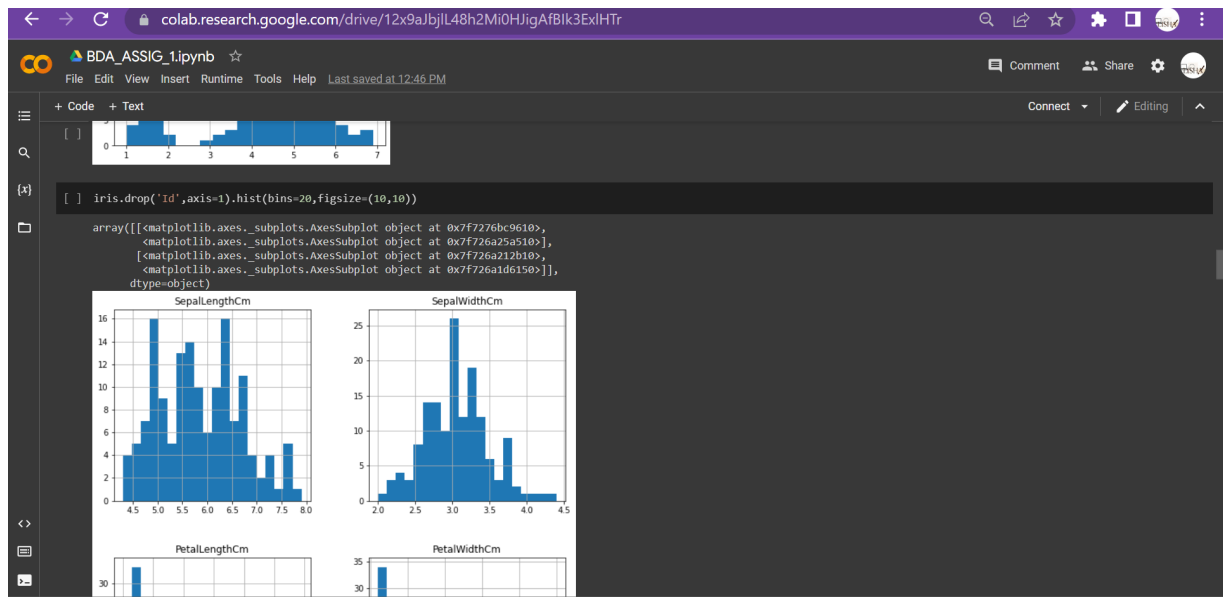 colab.research.google.com/drive/12x9aJbjlL48h2Mi0HJigAfBlk3ExlHTr
BDA_ASSIG_1.ipynb
File Edit View Insert Runtime Tools Help Last saved at 12:46 PM
Comment Share
+ Code + Text
Connect Editing
[ ]
0
1 2 3 4 5 6 7
{x}
[ ] iris.drop('Id',axis=1).hist(bins=20,figsize=(10,10))
array([[<matplotlib.axes._subplots.AxesSubplot object at 0x7f7276bc9610>,
<matplotlib.axes._subplots.AxesSubplot object at 0x7f726a25a510>],
[<matplotlib.axes._subplots.AxesSubplot object at 0x7f726a212b10>,
<matplotlib.axes._subplots.AxesSubplot object at 0x7f726a1d6150>]],
dtype=object)
SepalLengthCm
16
14
12
10
8
6
4
2
0
4.5 5.0 5.5 6.0 6.5 7.0 7.5 8.0
SepalWidthCm
25
20
15
10
5
0
2.0 2.5 3.0 3.5 4.0 4.5
PetalLengthCm
30
PetalWidthCm
35
30